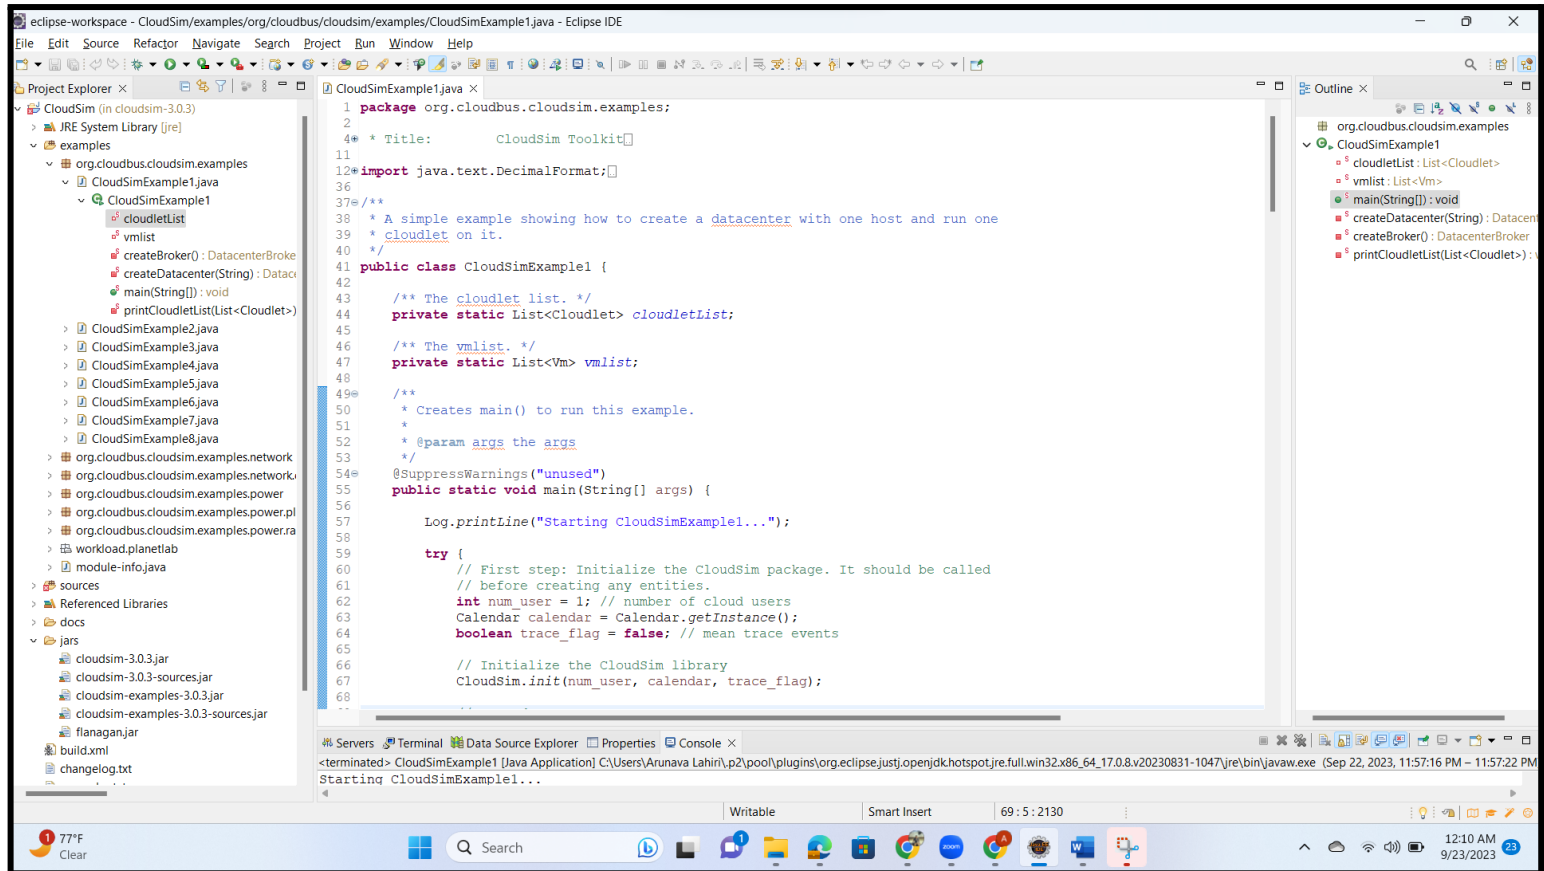 eclipse-workspace - CloudSim/examples/org/cloudbus/cloudsim/examples/CloudSimExample1.java - Eclipse IDE
File Edit Source Refactor Navigate Search Project Run Window Help
Project Explorer
CloudSim (in cloudsim-3.0.3)
JRE System Library [jre]
examples
org.cloudbus.cloudsim.examples
CloudSimExample1.java
CloudSimExample1
cloudletList
vmlist
createBroker() : DatacenterBroke
createDatacenter(String) : Datace
main(String[]) : void
printCloudletList(List<Cloudlet>)
CloudSimExample2.java
CloudSimExample3.java
CloudSimExample4.java
CloudSimExample5.java
CloudSimExample6.java
CloudSimExample7.java
CloudSimExample8.java
org.cloudbus.cloudsim.examples.network
org.cloudbus.cloudsim.examples.network.
org.cloudbus.cloudsim.examples.power
org.cloudbus.cloudsim.examples.power.pl
org.cloudbus.cloudsim.examples.power.ra
workload.planetlab
module-info.java
sources
Referenced Libraries
docs
jars
cloudsim-3.0.3.jar
cloudsim-3.0.3-sources.jar
cloudsim-examples-3.0.3.jar
cloudsim-examples-3.0.3-sources.jar
flanagan.jar
build.xml
changelog.txt
CloudSimExample1.java
1 package org.cloudbus.cloudsim.examples;
2
4 * Title: CloudSim Toolkit
11
12 import java.text.DecimalFormat;
36
37 /**
38 * A simple example showing how to create a datacenter with one host and run one
39 * cloudlet on it.
40 */
41 public class CloudSimExample1 {
42
43 /** The cloudlet list. */
44 private static List<Cloudlet> cloudletList;
45
46 /** The vmlist. */
47 private static List<Vm> vmlist;
48
49 /**
50 * Creates main() to run this example.
51 *
52 * @param args the args
53 */
54 @SuppressWarnings("unused")
55 public static void main(String[] args) {
56
57 Log.printLine("Starting CloudSimExample1...");
58
59 try {
60 // First step: Initialize the CloudSim package. It should be called
61 // before creating any entities.
62 int num_user = 1; // number of cloud users
63 Calendar calendar = Calendar.getInstance();
64 boolean trace_flag = false; // mean trace events
65
66 // Initialize the CloudSim library
67 CloudSim.init(num_user, calendar, trace_flag);
68
Outline
org.cloudbus.cloudsim.examples
CloudSimExample1
cloudletList : List<Cloudlet>
vmlist : List<Vm>
main(String[]) : void
createDatacenter(String) : Datacent
createBroker() : DatacenterBroker
printCloudletList(List<Cloudlet>) :
Servers Terminal Data Source Explorer Properties Console
<terminated> CloudSimExample1 [Java Application] C:\Users\Arunava Lahiri\.p2\pool\plugins\org.eclipse.justj.openjdk.hotspot.jre.full.win32.x86_64_17.0.8.v20230831-1047\jre\bin\javaw.exe (Sep 22, 2023, 11:57:16 PM – 11:57:22 PM
Starting CloudSimExample1...
Writable Smart Insert 69 : 5 : 2130
1 77°F
Clear
Search
1
zoom
A
W
12:10 AM
9/23/2023
23